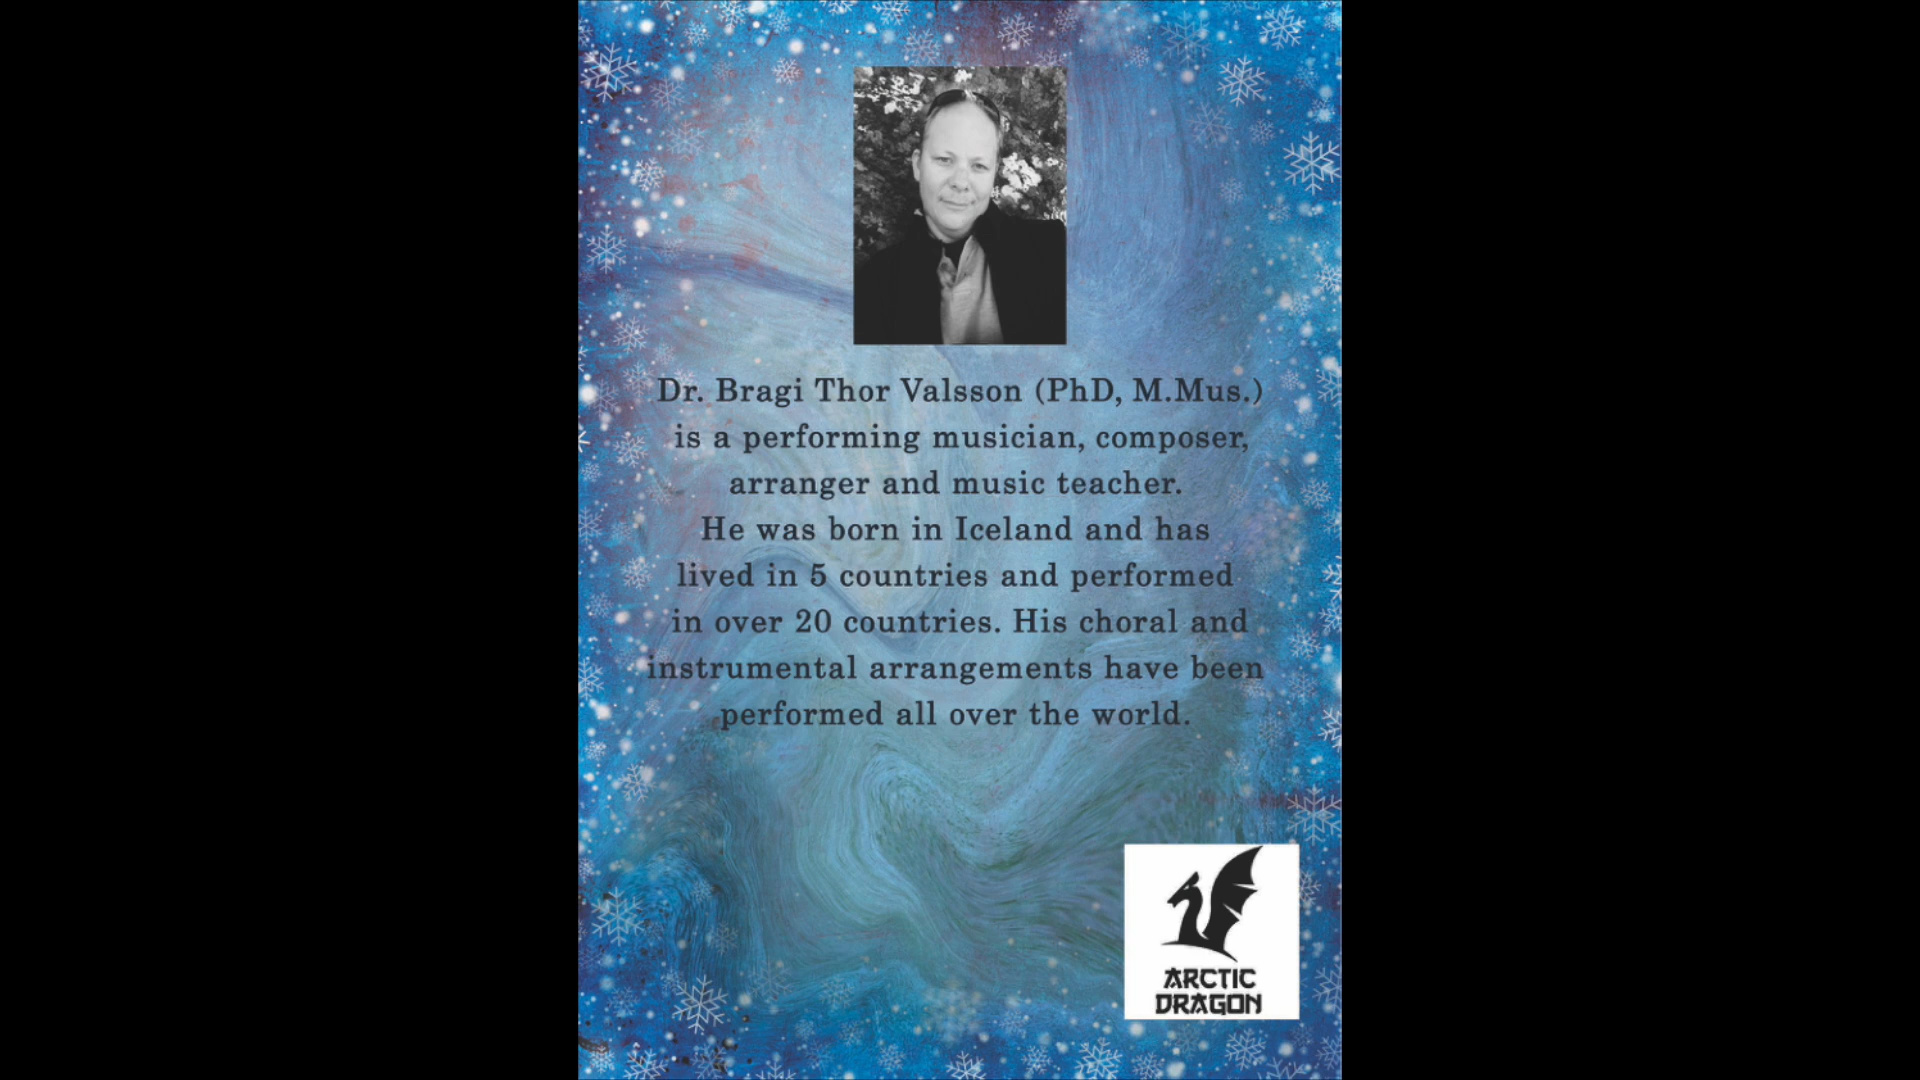 Dr. Bragi Thor Valsson (PhD, M.Mus.)
is a performing musician, composer,
arranger and music teacher.
He was born in Iceland and has
lived in 5 countries and performed
in over 20 countries. His choral and
instrumental arrangements have been
performed all over the world.
ARCTIC
DRAGON